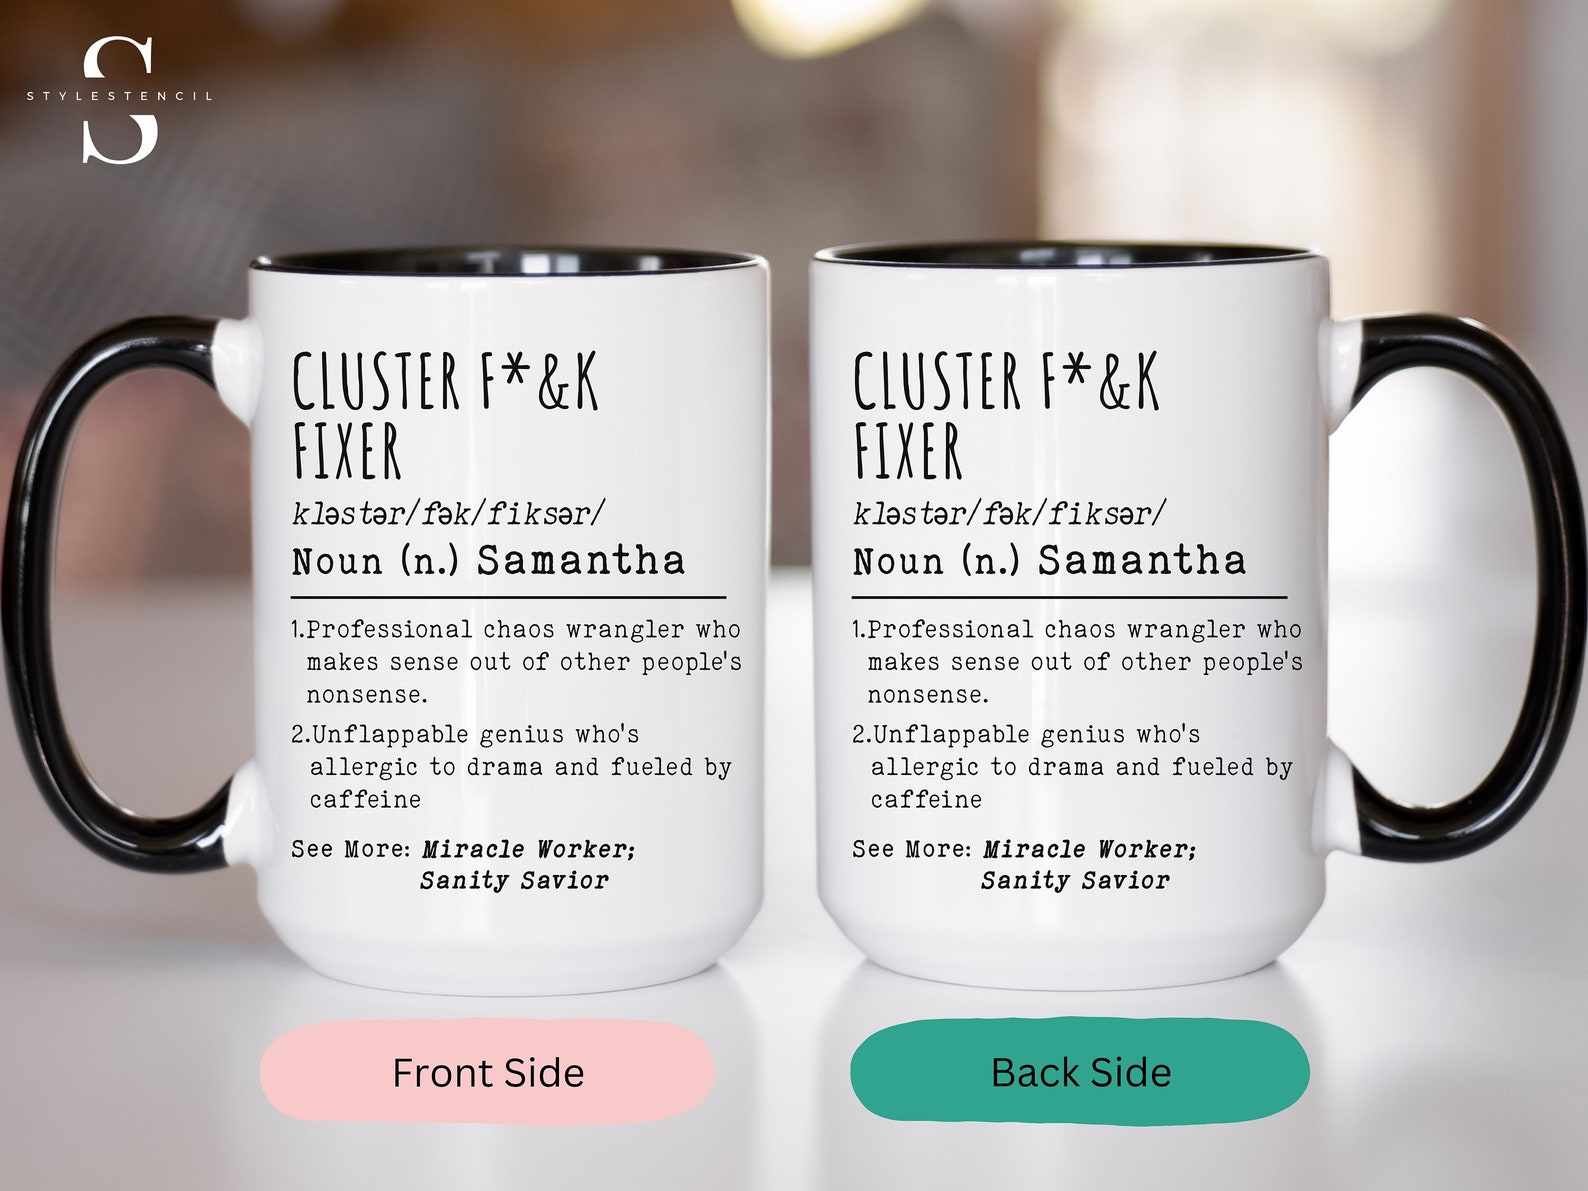 STYLESTENCIL
CLUSTER F*&K
FIXER
kləstər/fək/fiksər/
Noun (n.) Samantha
1.Professional chaos wrangler who
makes sense out of other people's
nonsense.
2.Unflappable genius who's
allergic to drama and fueled by
caffeine
See More: Miracle Worker;
Sanity Savior
CLUSTER F*&K
FIXER
kləstər/fək/fiksər/
Noun (n.) Samantha
1.Professional chaos wrangler who
makes sense out of other people's
nonsense.
2.Unflappable genius who's
allergic to drama and fueled by
caffeine
See More: Miracle Worker;
Sanity Savior
Front Side
Back Side